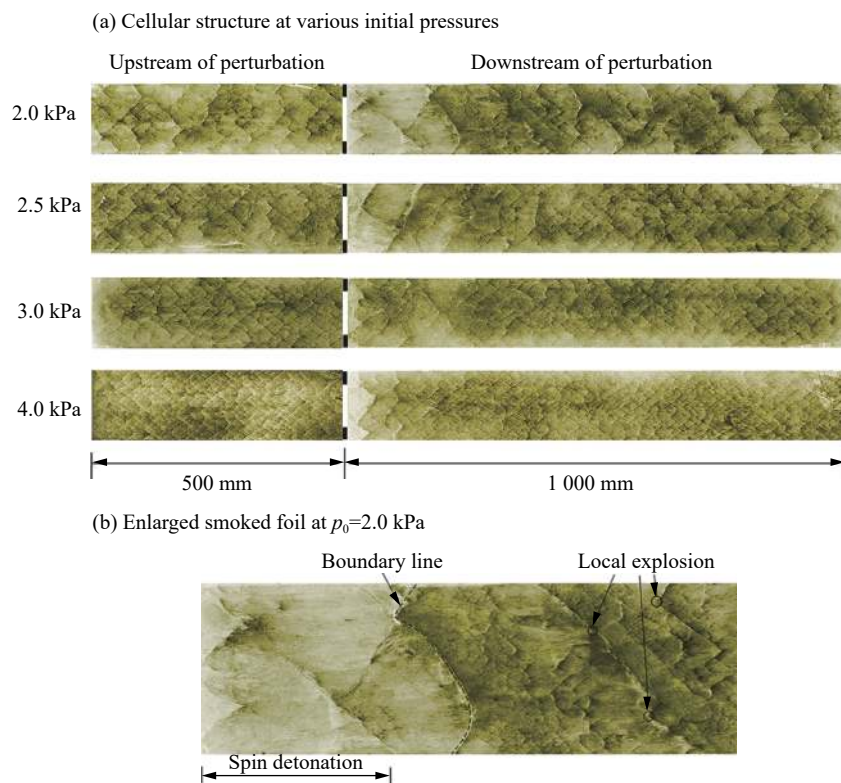 (a) Cellular structure at various initial pressures
Upstream of perturbation
Downstream of perturbation
2.0 kPa
2.5 kPa
3.0 kPa
4.0 kPa
500 mm
1 000 mm
(b) Enlarged smoked foil at p₀=2.0 kPa
Boundary line
Local explosion
Spin detonation